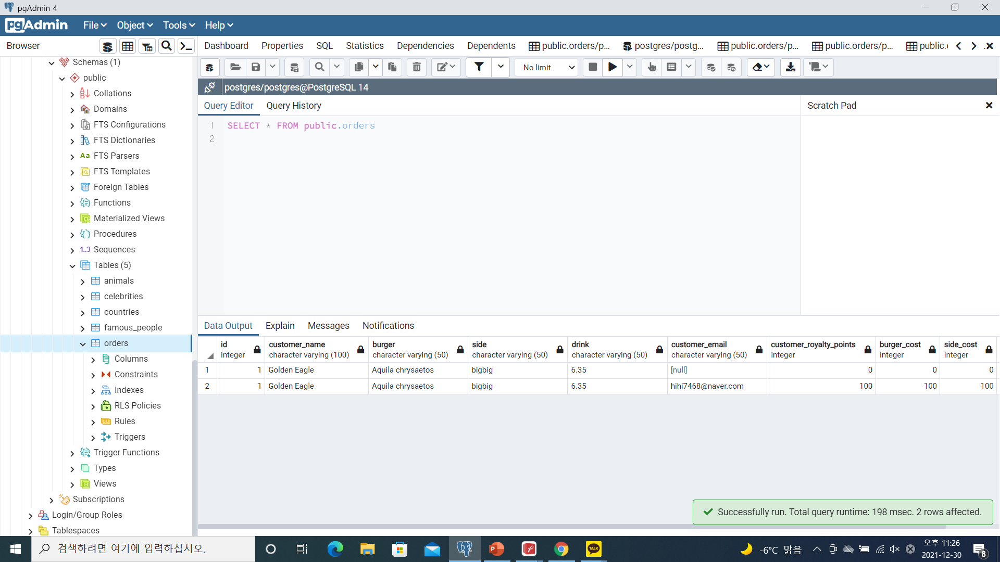 pgAdmin 4
pgAdmin File Object Tools Help
Browser
Dashboard Properties SQL Statistics Dependencies Dependents public.orders/p... postgres/postg... public.orders/p... public.orders/p... public.
No limit
postgres/postgres@PostgreSQL 14
Query Editor Query History
Scratch Pad
1 SELECT * FROM public.orders
2
Schemas (1)
public
Collations
Domains
FTS Configurations
FTS Dictionaries
Aa FTS Parsers
FTS Templates
Foreign Tables
Functions
Materialized Views
Procedures
1..3 Sequences
Tables (5)
animals
celebrities
countries
famous_people
orders
Columns
Constraints
Indexes
RLS Policies
Rules
Triggers
Trigger Functions
Types
Views
Subscriptions
Login/Group Roles
Tablespaces
Data Output Explain Messages Notifications
id customer_name burger side drink customer_email customer_royalty_points burger_cost side_cost
integer character varying (100) character varying (50) character varying (50) character varying (50) character varying (50) integer integer integer
1 1 Golden Eagle Aquila chrysaetos bigbig 6.35 [null] 0 0 0
2 1 Golden Eagle Aquila chrysaetos bigbig 6.35 hihi7468@naver.com 100 100 100
Successfully run. Total query runtime: 198 msec. 2 rows affected.
검색하려면 여기에 입력하십시오.
TALK
-6°C 맑음
오후 11:26
2021-12-30
8